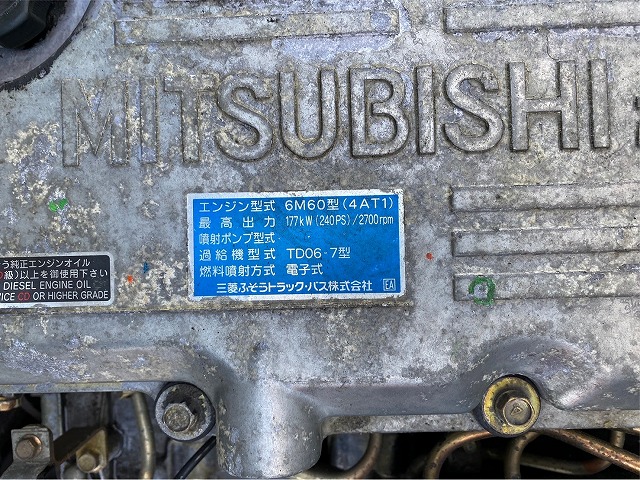 MITSUBISHI
エンジン型式 6M60型(4AT1)
最高出力 177kW(240PS)/2700rpm
噴射ポンプ型式
過給機型式 TD06-7型
燃料噴射方式 電子式
三菱ふそうトラック・バス株式会社 EA
う純正エンジンオイル
級)以上を御使用下さい
DIESEL ENGINE OIL
VICE CD OR HIGHER GRADE